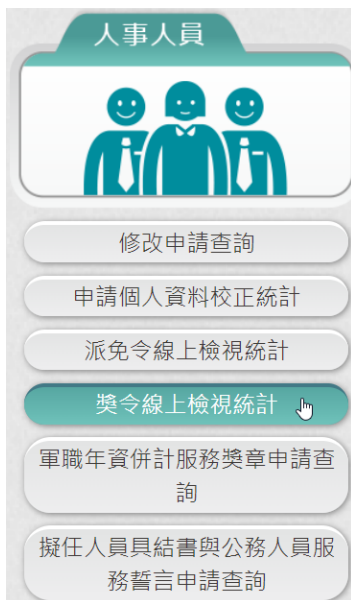 人事人員
修改申請查詢
申請個人資料校正統計
派免令線上檢視統計
獎令線上檢視統計
軍職年資併計服務獎章申請查
詢
擬任人員具結書與公務人員服
務誓言申請查詢